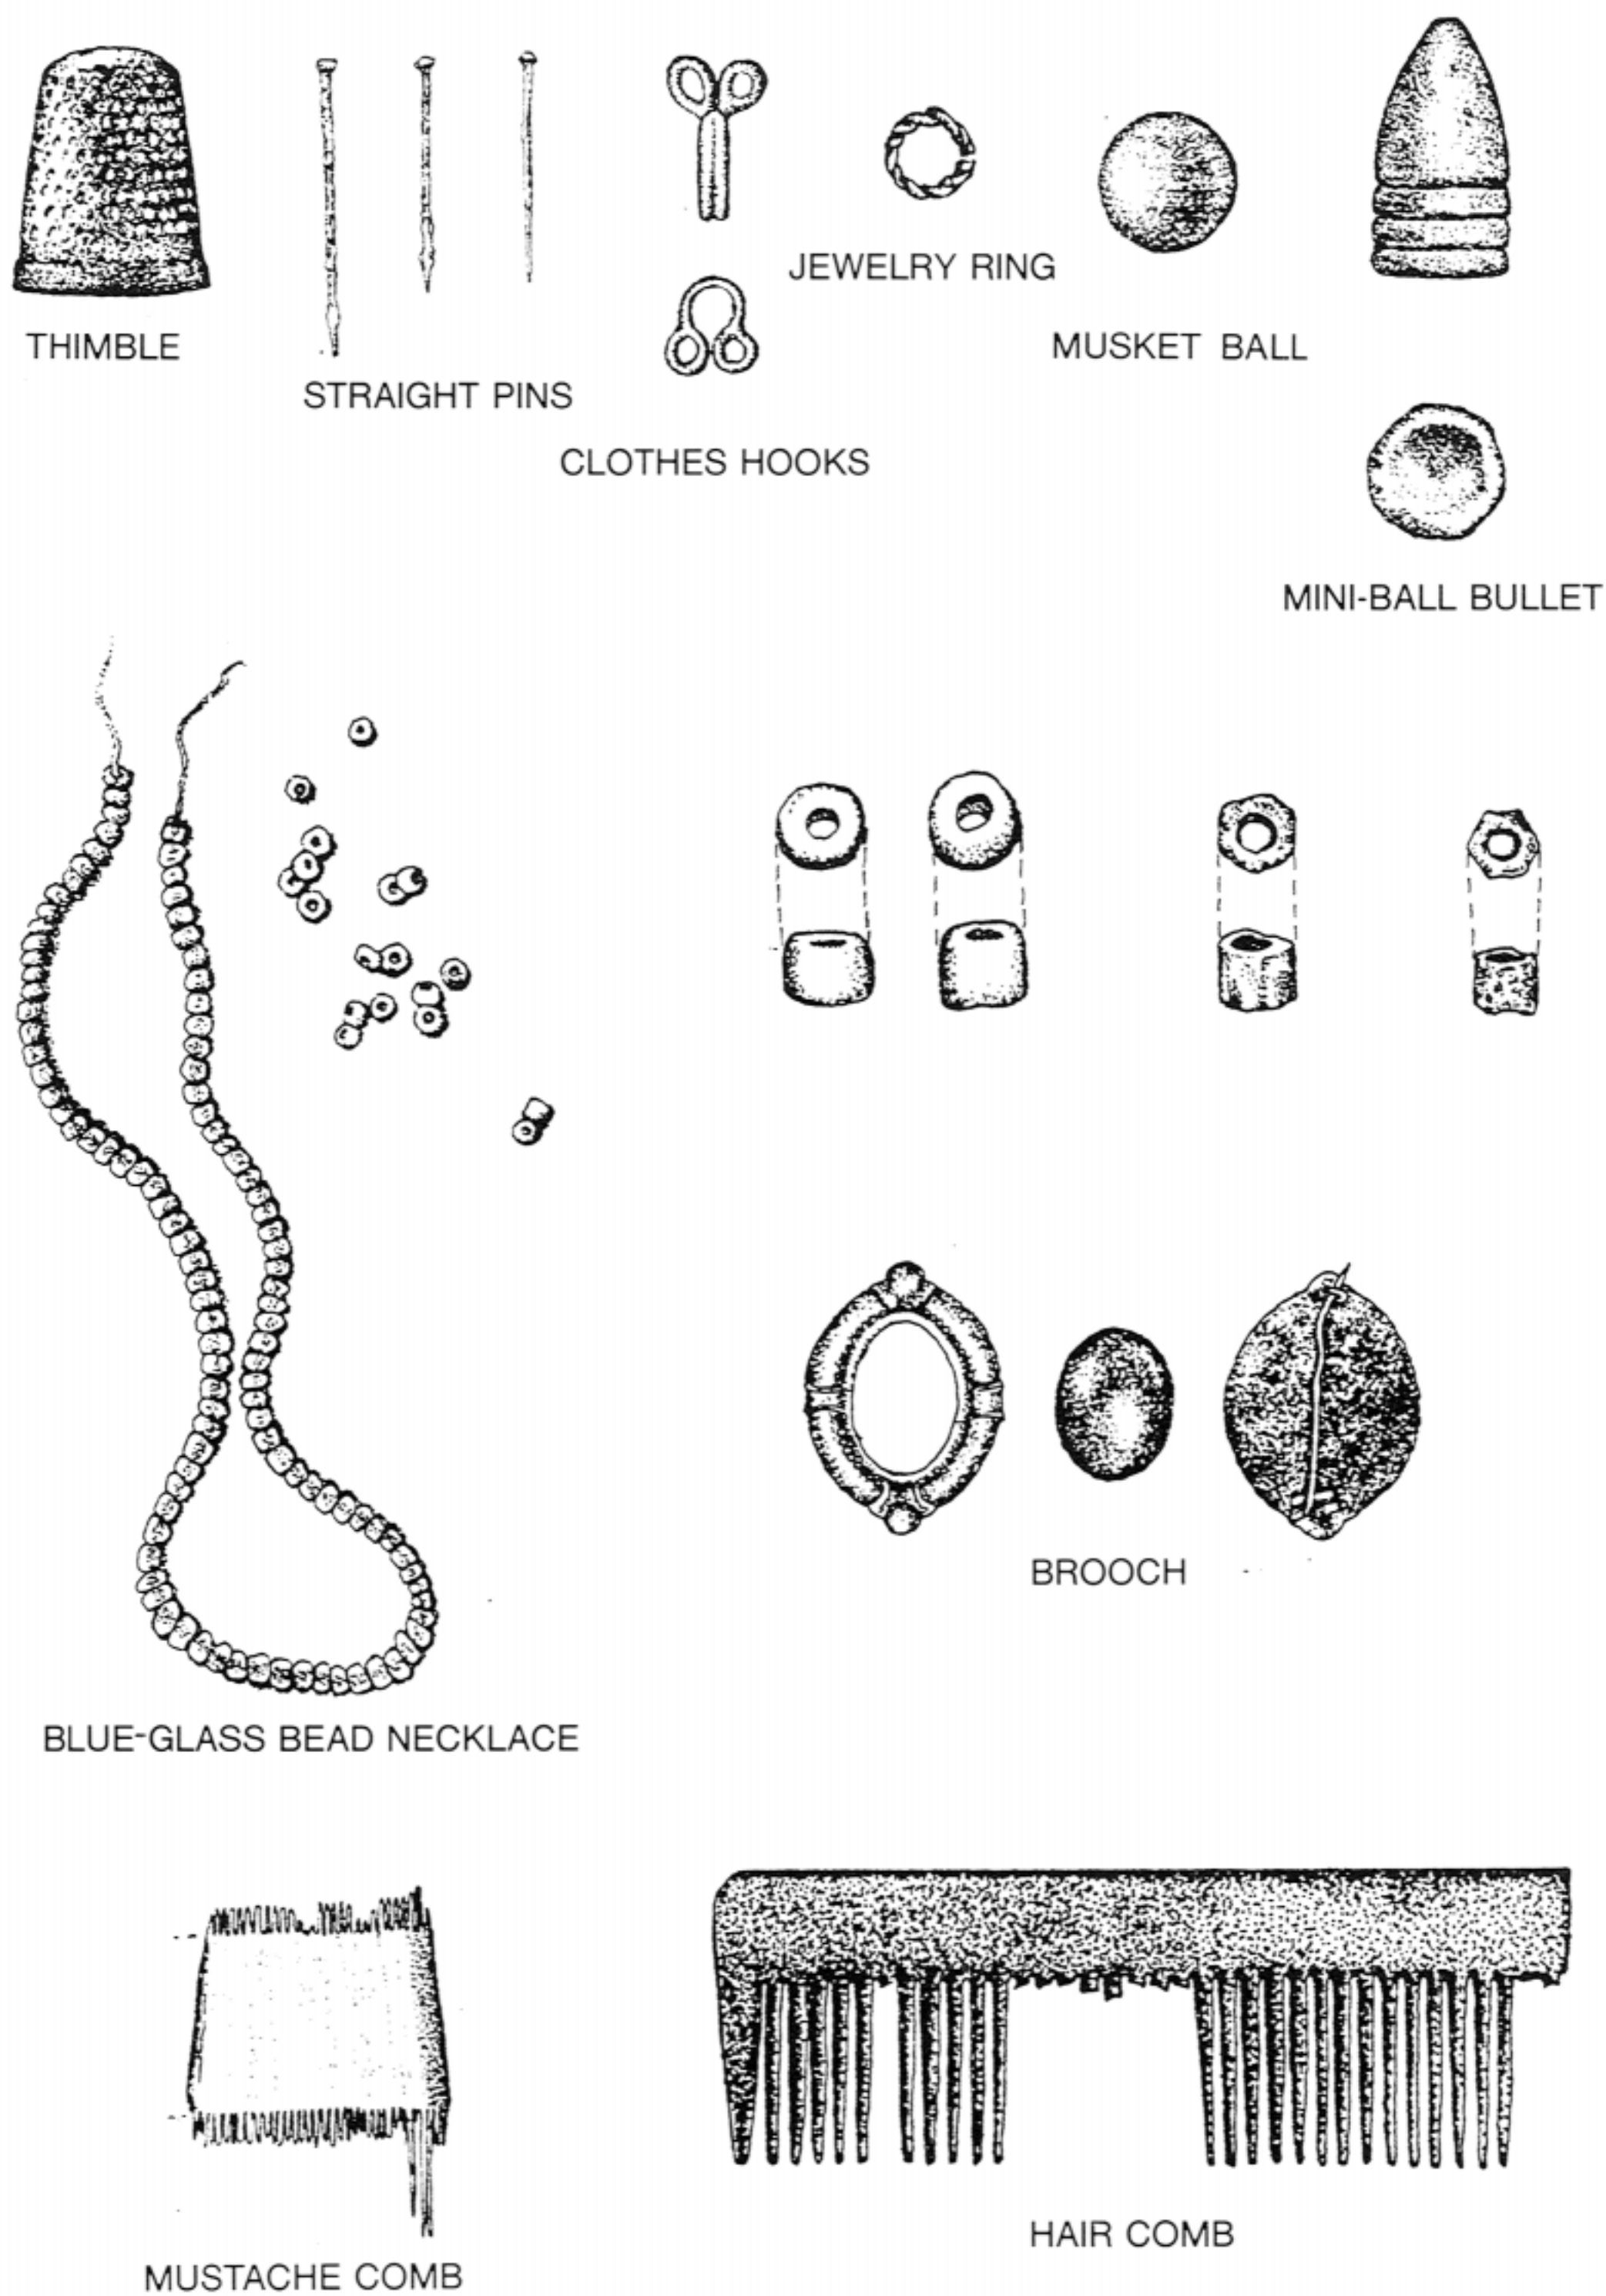 JEWELRY RING
THIMBLE
MUSKET BALL
STRAIGHT PINS
CLOTHES HOOKS
MINI-BALL BULLET
BROOCH
BLUE-GLASS BEAD NECKLACE
HAIR COMB
MUSTACHE COMB